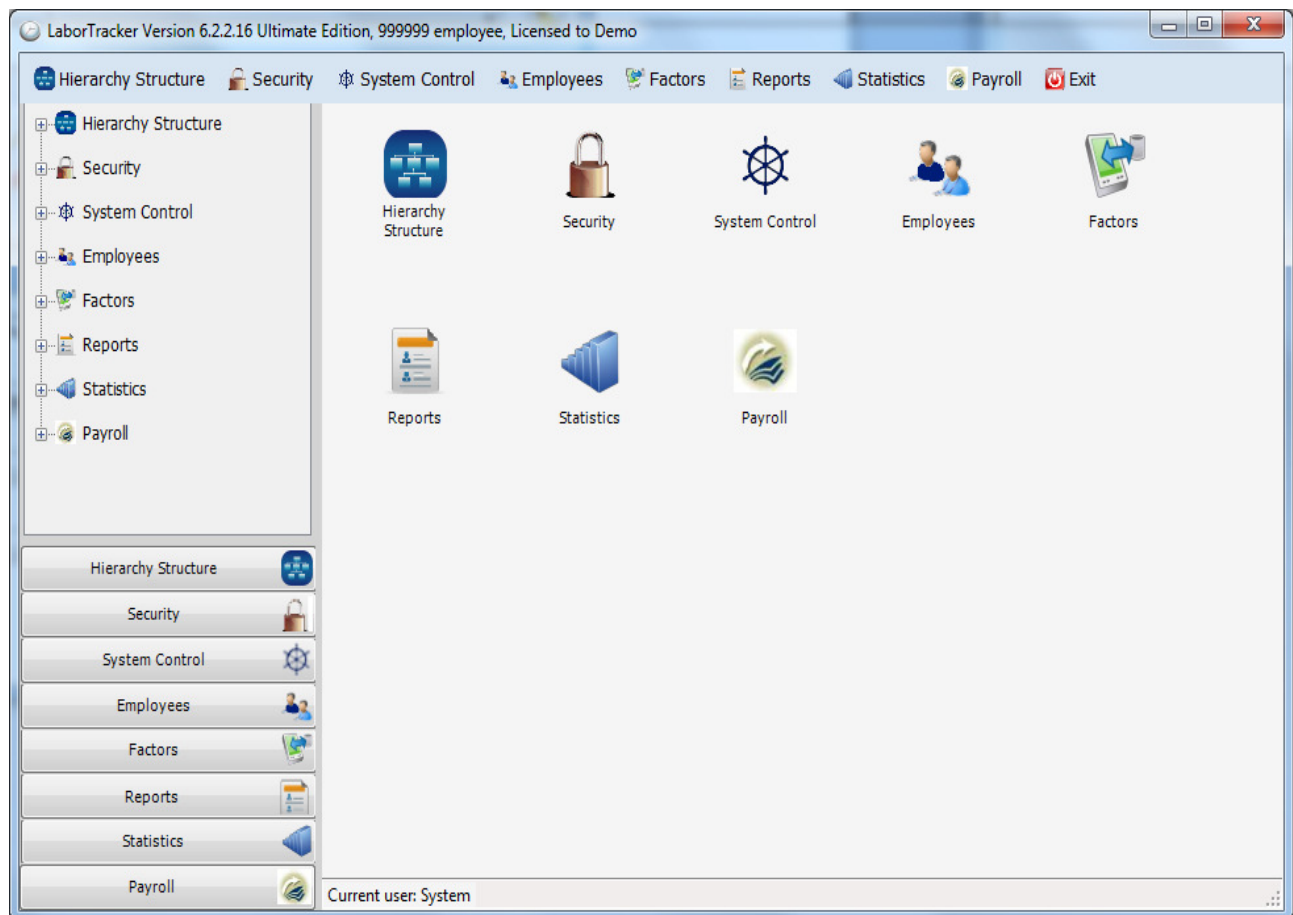 LaborTracker Version 6.2.2.16 Ultimate Edition, 999999 employee, Licensed to Demo
Hierarchy Structure Security System Control Employees Factors Reports Statistics Payroll Exit
Hierarchy Structure
Security
System Control
Employees
Factors
Reports
Statistics
Payroll
Hierarchy
Structure
Security
System Control
Employees
Factors
Reports
Statistics
Payroll
Hierarchy Structure
Security
System Control
Employees
Factors
Reports
Statistics
Payroll
Current user: System